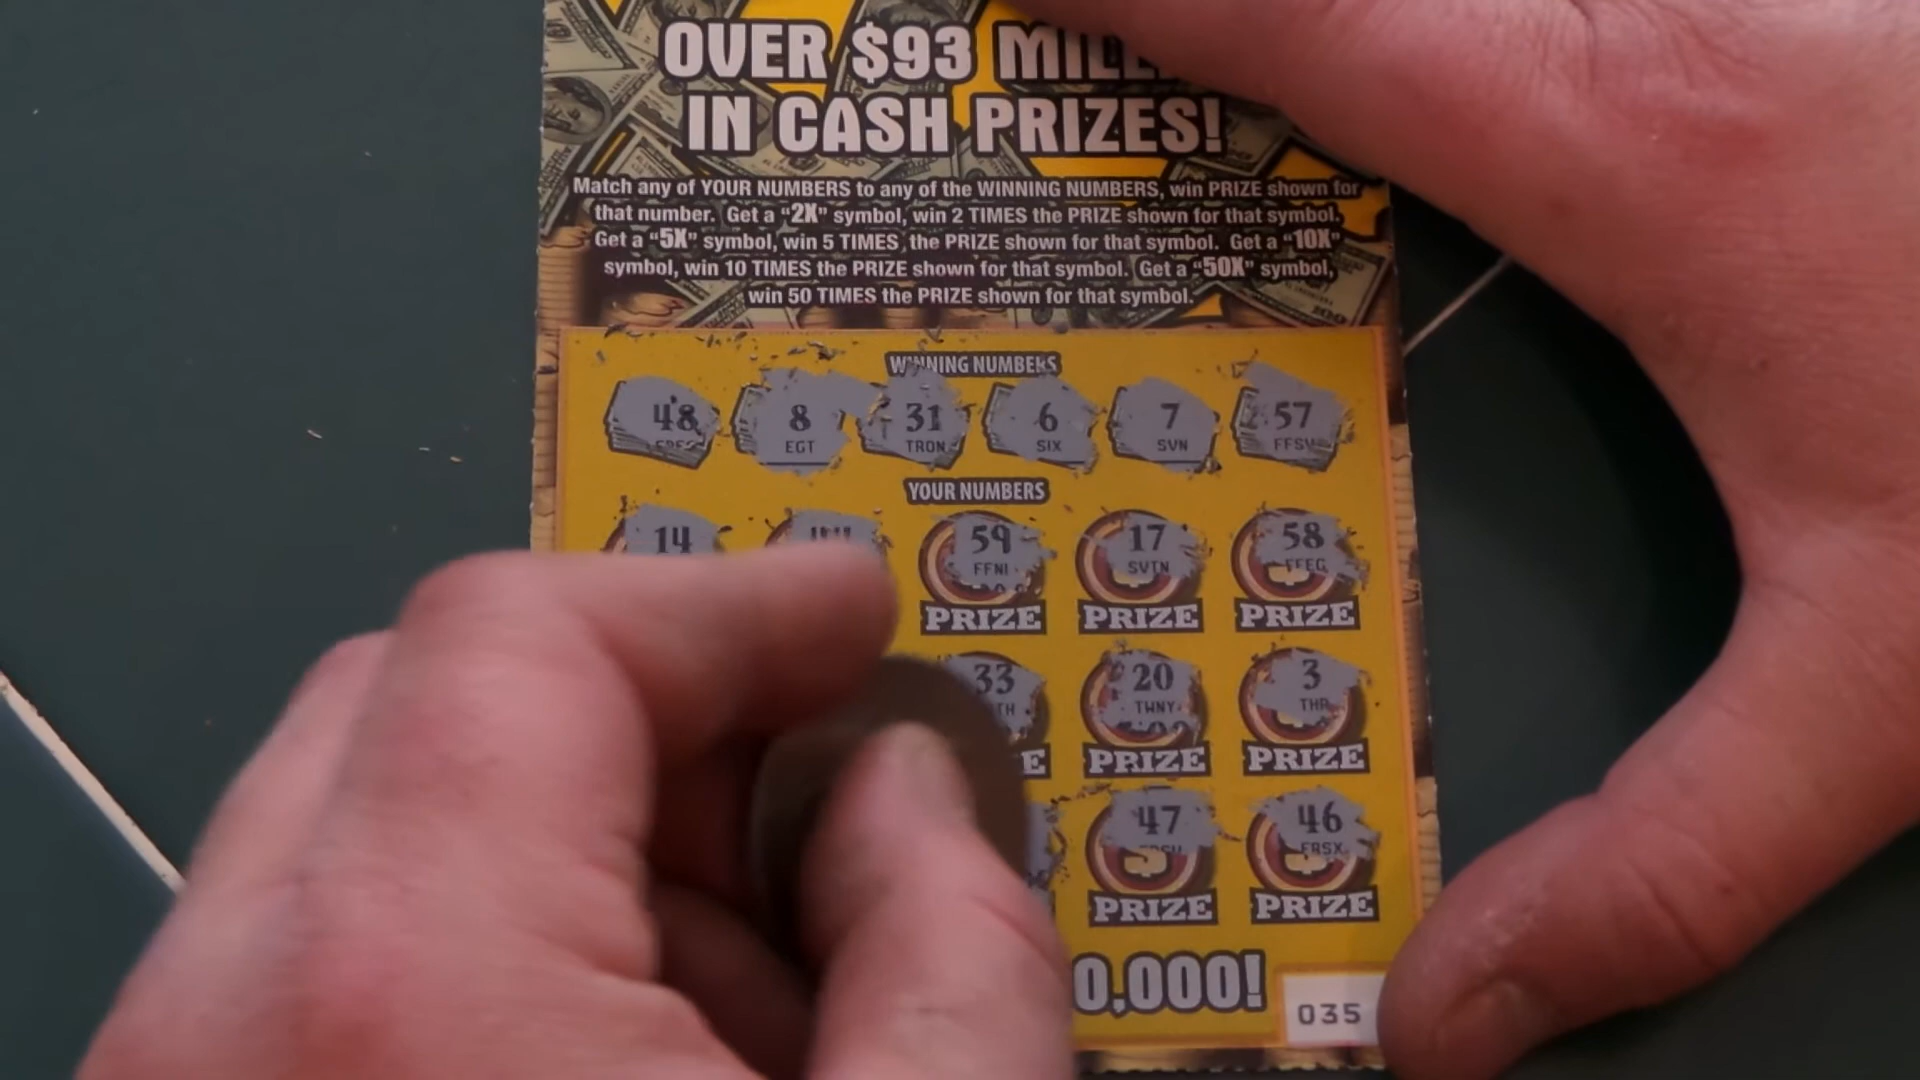 OVER $93
IN CASH PRIZES!
Match any of YOUR NUMBERS to any of the WINNING NUMBERS, win PRIZE shown for
that number. Get a "2X" symbol, win 2 TIMES the PRIZE shown for that symbol.
Get a "5X" symbol, win 5 TIMES the PRIZE shown for that symbol. Get a "10X"
symbol, win 10 TIMES the PRIZE shown for that symbol. Get a "50X" symbol,
win 50 TIMES the PRIZE shown for that symbol.
WINNING NUMBERS
48 8 31 6 7 57
EGT TRON SIX SVN FFSV
YOUR NUMBERS
14 59 17 58
FFNI SVTN FFEG
PRIZE PRIZE PRIZE
33 20 3
TH TWNY THR
E PRIZE PRIZE
47 46
FRSX
PRIZE PRIZE
0,000!
035